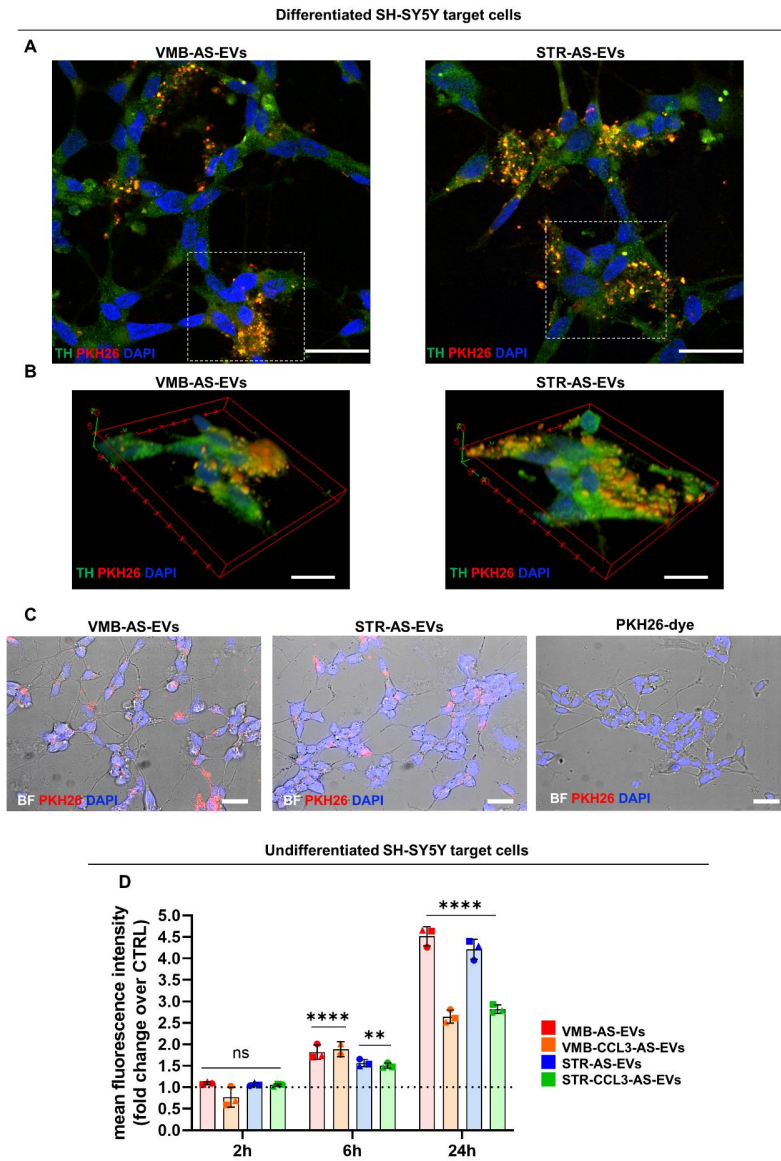 Differentiated SH-SY5Y target cells
A
VMB-AS-EVs
STR-AS-EVs
TH PKH26 DAPI
TH PKH26 DAPI
B
VMB-AS-EVs
STR-AS-EVs
TH PKH26 DAPI
TH PKH26 DAPI
C
VMB-AS-EVs
STR-AS-EVs
PKH26-dye
BF PKH26 DAPI
BF PKH26 DAPI
BF PKH26 DAPI
Undifferentiated SH-SY5Y target cells
D
mean fluorescence intensity
(fold change over CTRL)
5.0
4.5
4.0
3.5
3.0
2.5
2.0
1.5
1.0
0.5
0.0
ns
****
**
****
2h
6h
24h
VMB-AS-EVs
VMB-CCL3-AS-EVs
STR-AS-EVs
STR-CCL3-AS-EVs